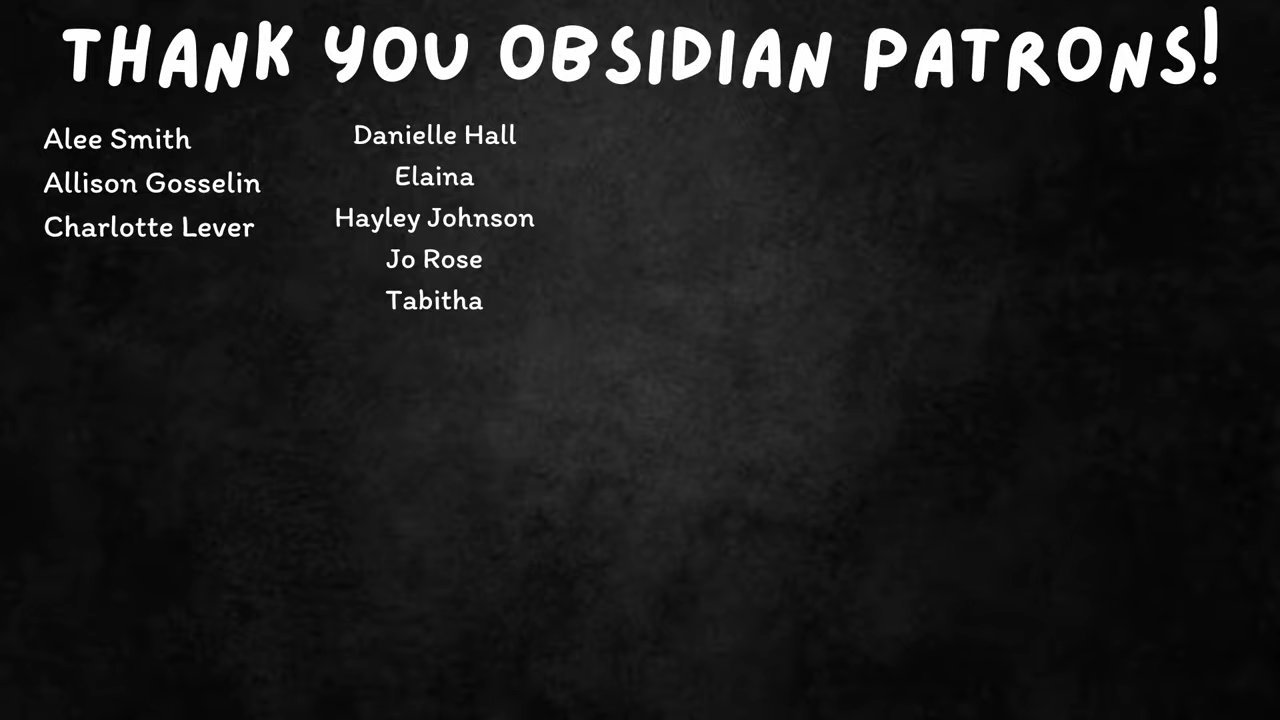 THANK YOU OBSIDIAN PATRONS!
Alee Smith
Allison Gosselin
Charlotte Lever
Danielle Hall
Elaina
Hayley Johnson
Jo Rose
Tabitha